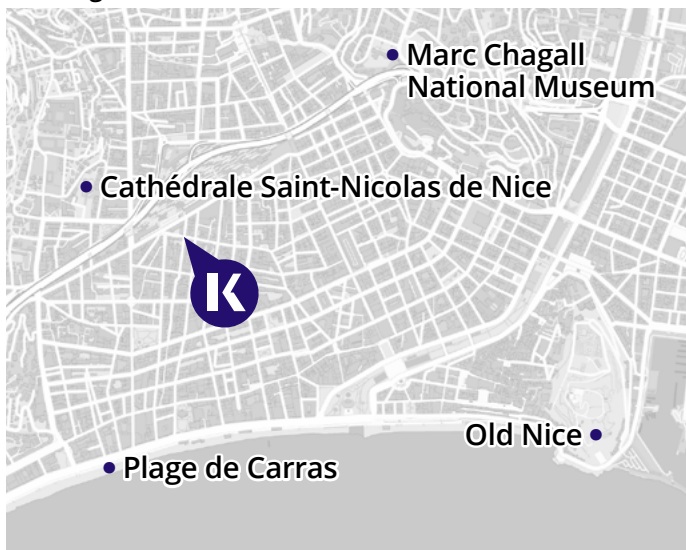 Marc Chagall
National Museum
Cathédrale Saint-Nicolas de Nice
K
Old Nice
Plage de Carras